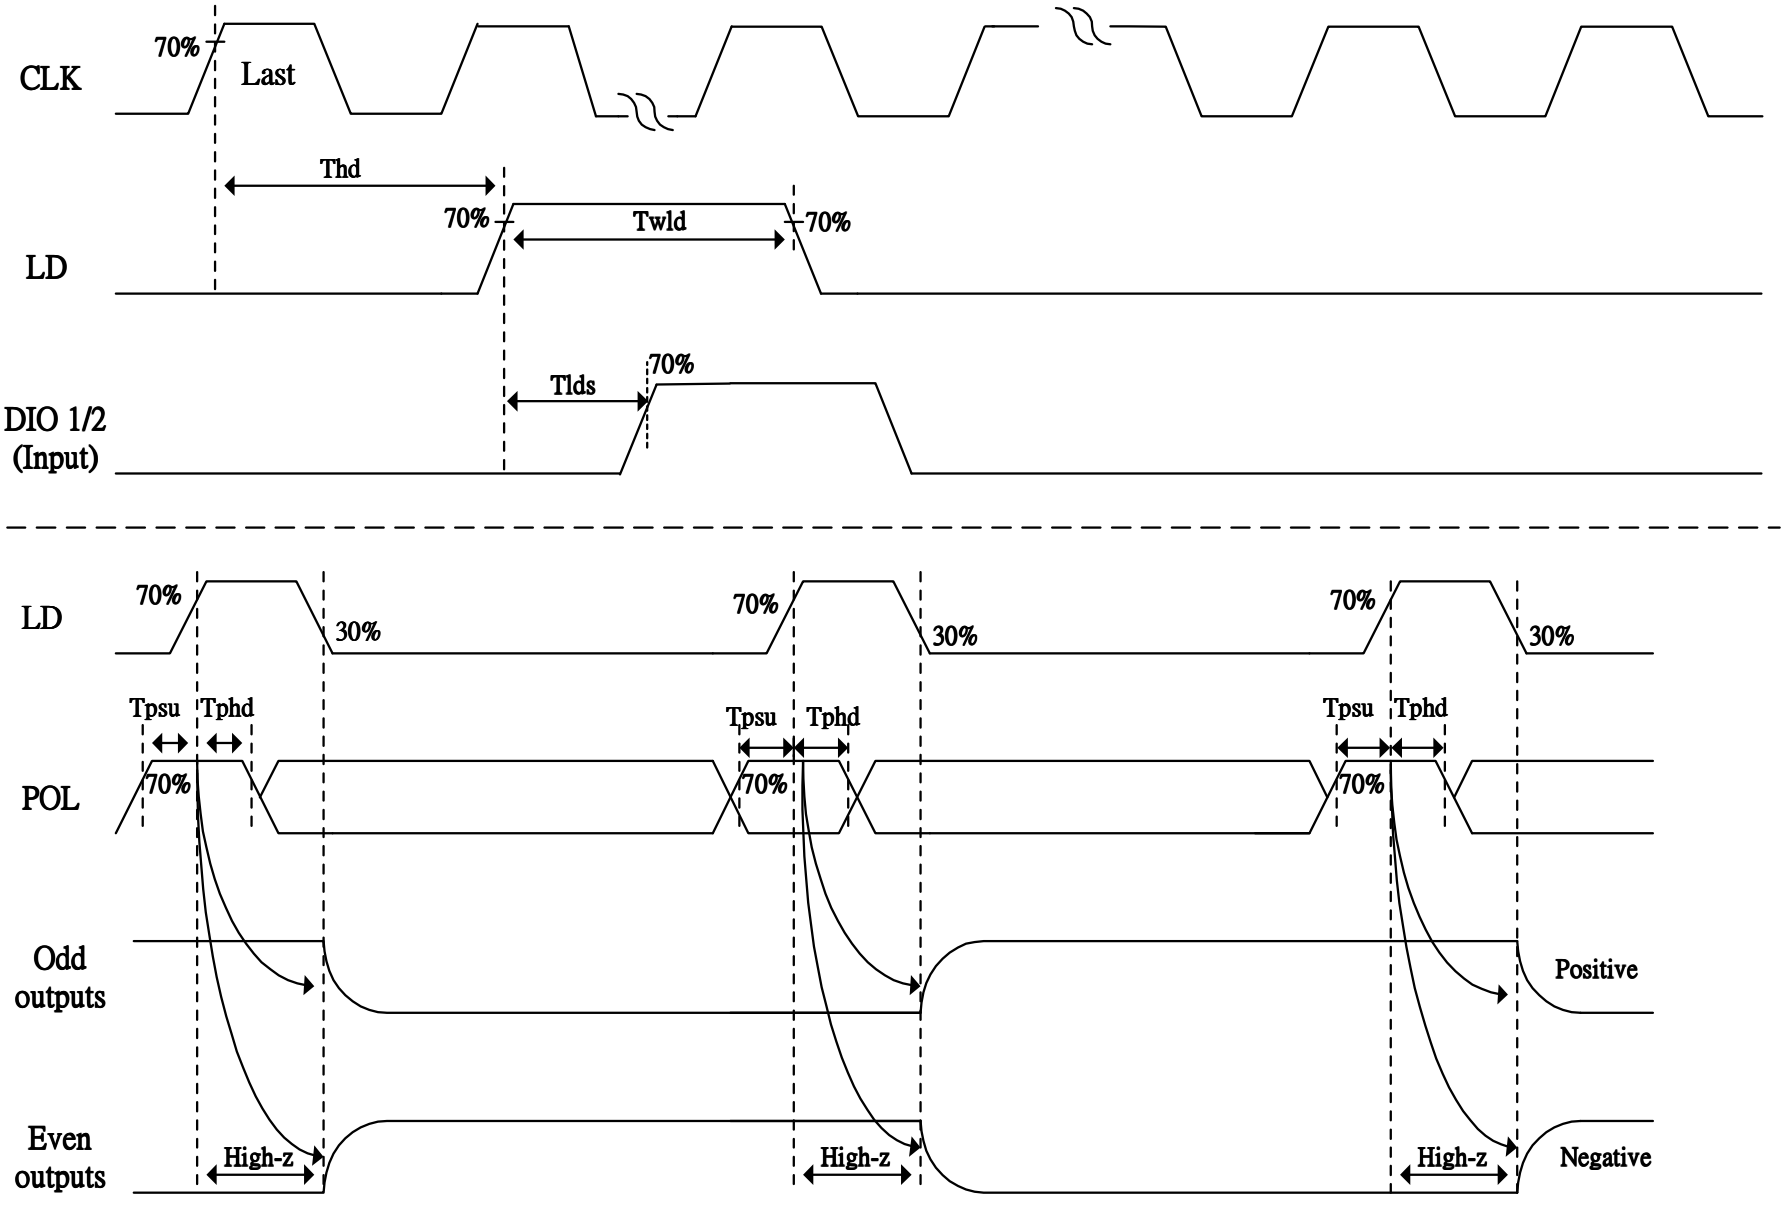 70%
CLK
Last
Thd
70%
Twld
70%
LD
70%
Tlds
DIO 1/2
(Input)
70%
70%
70%
LD
30%
30%
30%
Tpsu
Tphd
Tpsu
Tphd
Tpsu
Tphd
70%
70%
70%
POL
Odd
outputs
Positive
Even
outputs
High-z
High-z
High-z
Negative